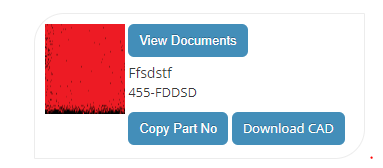 View Documents
Ffsdstf
455-FDDSD
Copy Part No
Download CAD